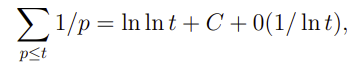 ∑_{p≤t} 1/p = ln ln t + C + 0(1/ ln t),